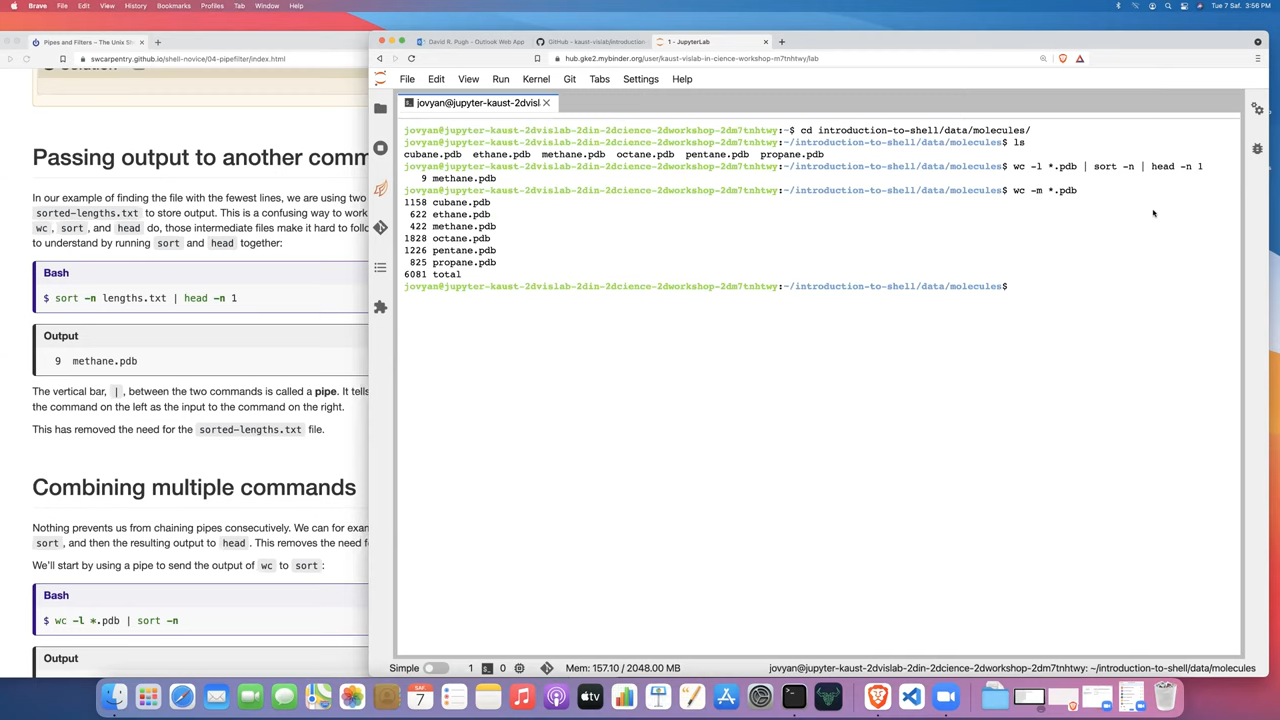 Brave File Edit View History Bookmarks Profiles Tab Window Help Tue 7 Saf. 3:56 PM
Pipes and Filters – The Unix Sh
swcarpentry.github.io/shell-novice/04-pipefilter/index.html
Passing output to another comm
In our example of finding the file with the fewest lines, we are using two
sorted-lengths.txt to store output. This is a confusing way to work
wc, sort, and head do, those intermediate files make it hard to follo
to understand by running sort and head together:
Bash
$ sort -n lengths.txt | head -n 1
Output
9 methane.pdb
The vertical bar, |, between the two commands is called a pipe. It tells
the command on the left as the input to the command on the right.
This has removed the need for the sorted-lengths.txt file.
Combining multiple commands
Nothing prevents us from chaining pipes consecutively. We can for exam
sort, and then the resulting output to head. This removes the need f
We'll start by using a pipe to send the output of wc to sort:
Bash
$ wc -l *.pdb | sort -n
Output
David R. Pugh - Outlook Web App GitHub - kaust-vislab/introduction 1 - JupyterLab
hub.gke2.mybinder.org/user/kaust-vislab-in-cience-workshop-m7tnhtwy/lab
File Edit View Run Kernel Git Tabs Settings Help
jovyan@jupyter-kaust-2dvisl
jovyan@jupyter-kaust-2dvislab-2din-2dcience-2dworkshop-2dm7tnhtwy:~$ cd introduction-to-shell/data/molecules/
jovyan@jupyter-kaust-2dvislab-2din-2dcience-2dworkshop-2dm7tnhtwy:~/introduction-to-shell/data/molecules$ ls
cubane.pdb ethane.pdb methane.pdb octane.pdb pentane.pdb propane.pdb
jovyan@jupyter-kaust-2dvislab-2din-2dcience-2dworkshop-2dm7tnhtwy:~/introduction-to-shell/data/molecules$ wc -l *.pdb | sort -n | head -n 1
9 methane.pdb
jovyan@jupyter-kaust-2dvislab-2din-2dcience-2dworkshop-2dm7tnhtwy:~/introduction-to-shell/data/molecules$ wc -m *.pdb
1158 cubane.pdb
622 ethane.pdb
422 methane.pdb
1828 octane.pdb
1226 pentane.pdb
825 propane.pdb
6081 total
jovyan@jupyter-kaust-2dvislab-2din-2dcience-2dworkshop-2dm7tnhtwy:~/introduction-to-shell/data/molecules$
Simple 1 0 Mem: 157.10 / 2048.00 MB jovyan@jupyter-kaust-2dvislab-2din-2dcience-2dworkshop-2dm7tnhtwy: ~/introduction-to-shell/data/molecules
SAF. 7
tv